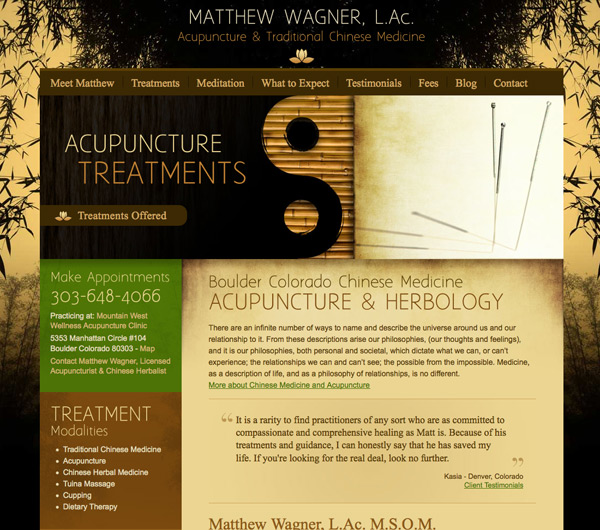 MATTHEW WAGNER, L.Ac.
Acupuncture & Traditional Chinese Medicine
Meet Matthew Treatments Meditation What to Expect Testimonials Fees Blog Contact
ACUPUNCTURE
TREATMENTS
Treatments Offered
Make Appointments
303-648-4066
Practicing at: Mountain West
Wellness Acupuncture Clinic
5353 Manhattan Circle #104
Boulder Colorado 80303 - Map
Contact Matthew Wagner, Licensed
Acupuncturist & Chinese Herbalist
TREATMENT
Modalities
Traditional Chinese Medicine
Acupuncture
Chinese Herbal Medicine
Tuina Massage
Cupping
Dietary Therapy
Boulder Colorado Chinese Medicine
ACUPUNCTURE & HERBOLOGY
There are an infinite number of ways to name and describe the universe around us and our
relationship to it. From these descriptions arise our philosophies, (our thoughts and feelings),
and it is our philosophies, both personal and societal, which dictate what we can, or can't
experience; the relationships we can and can't see; the possible from the impossible. Medicine,
as a description of life, and as a philosophy of relationships, is no different.
More about Chinese Medicine and Acupuncture
“ It is a rarity to find practitioners of any sort who are as committed to
compassionate and comprehensive healing as Matt is. Because of his
treatments and guidance, I can honestly say that he has saved my
life. If you're looking for the real deal, look no further. ”
Kasia - Denver, Colorado
Client Testimonials
Matthew Wagner, L.Ac. M.S.O.M.